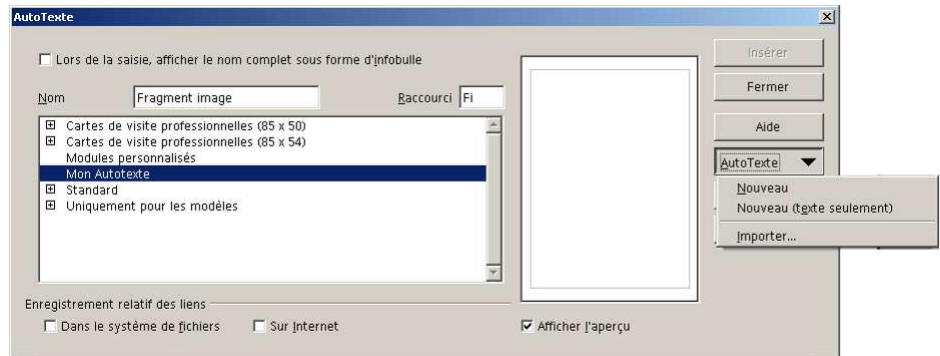 AutoTexte
Lors de la saisie, afficher le nom complet sous forme d'infobulle
Insérer
Nom Fragment image Raccourci Fi
Fermer
Cartes de visite professionnelles (85 x 50)
Aide
Cartes de visite professionnelles (85 x 54)
Modules personnalisés
Mon Autotexte
AutoTexte
Standard
Nouveau
Uniquement pour les modèles
Nouveau (texte seulement)
Importer...
Enregistrement relatif des liens
Dans le système de fichiers Sur Internet Afficher l'aperçu